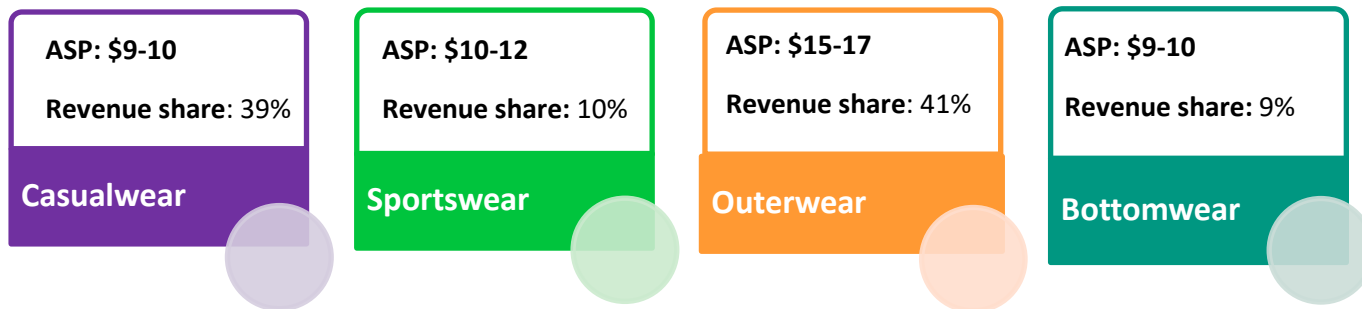 ASP: $9-10
Revenue share: 39%
Casualwear
ASP: $10-12
Revenue share: 10%
Sportswear
ASP: $15-17
Revenue share: 41%
Outerwear
ASP: $9-10
Revenue share: 9%
Bottomwear